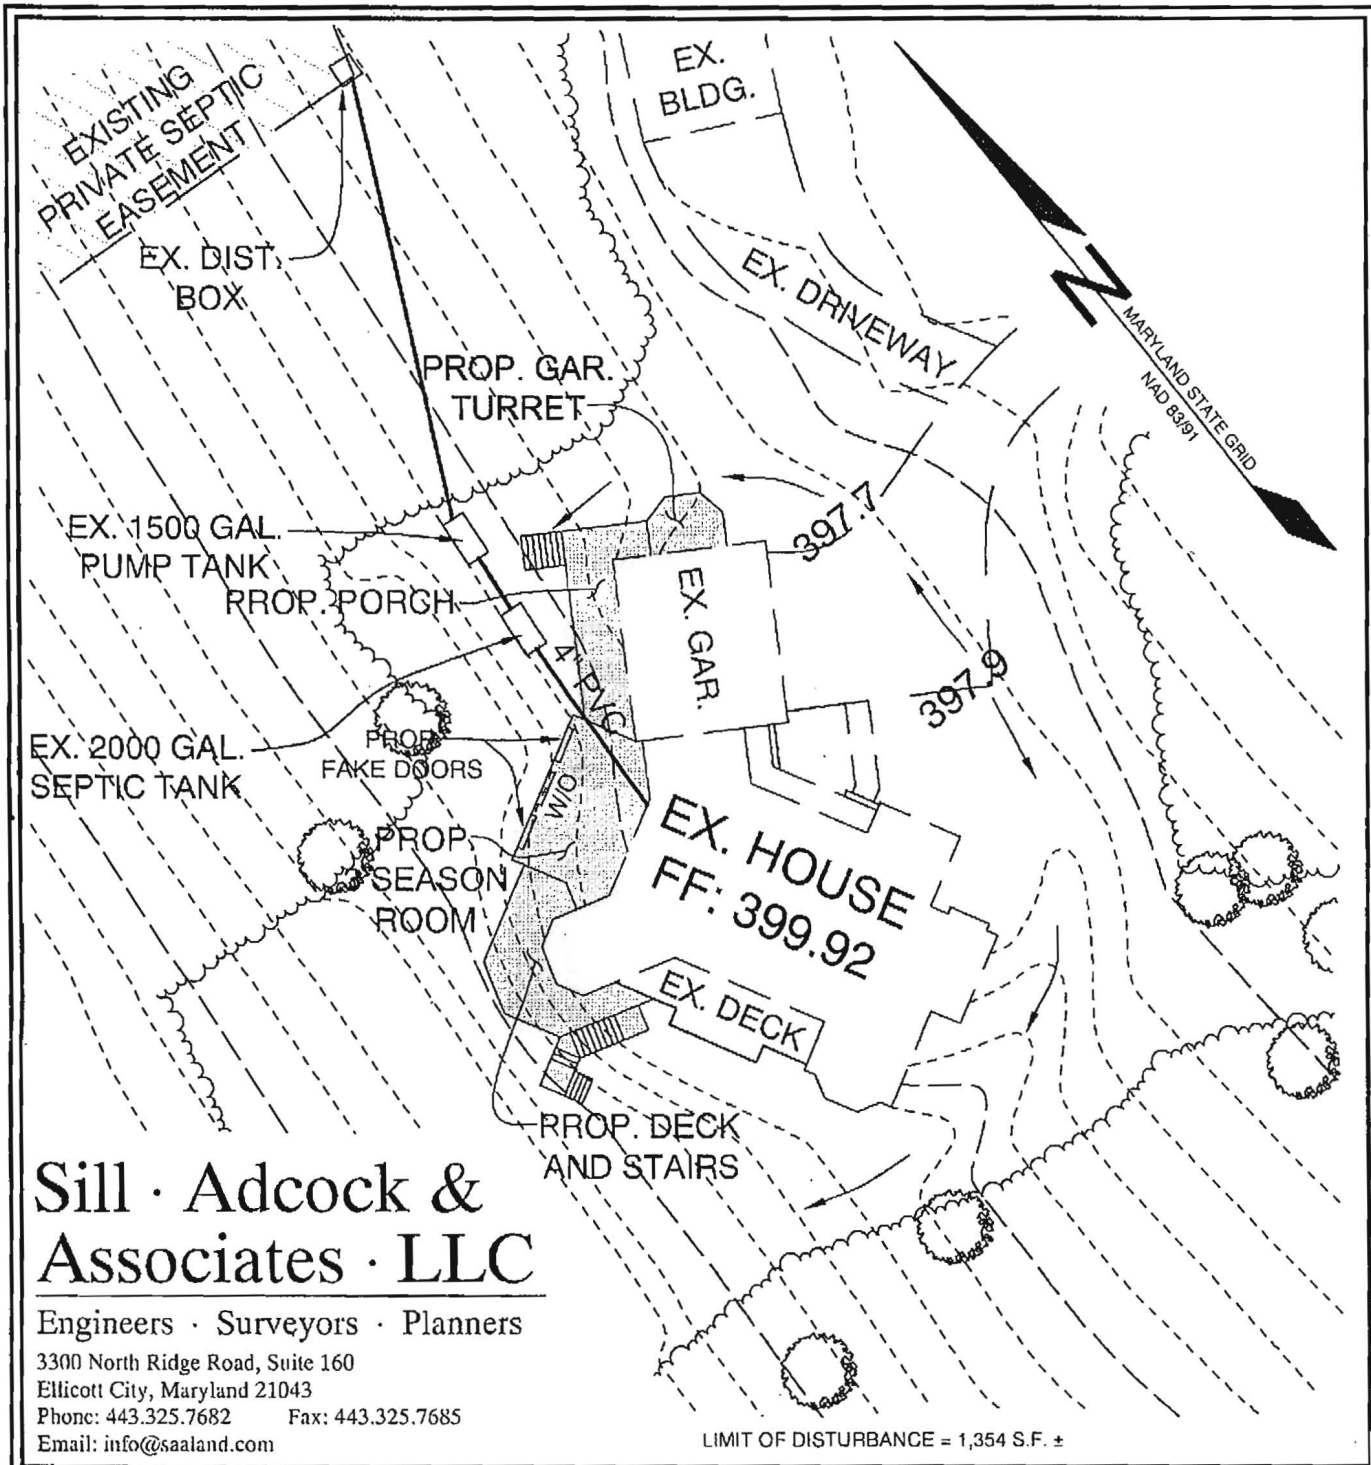 EXISTING
PRIVATE SEPTIC
EASEMENT
EX. DIST.
BOX
EX.
BLDG.
EX. DRIVEWAY
N
MARYLAND STATE GRID
NAD 83/91
PROP. GAR.
TURRET
EX. 1500 GAL.
PUMP TANK
PROP. PORCH
397.7
EX. GAR.
4" PVC
397.9
EX. 2000 GAL.
SEPTIC TANK
PROP.
FAKE DOORS
W/O
PROP.
SEASON
ROOM
EX. HOUSE
FF: 399.92
EX. DECK
PROP. DECK
AND STAIRS
Sill · Adcock &
Associates · LLC
Engineers · Surveyors · Planners
3300 North Ridge Road, Suite 160
Ellicott City, Maryland 21043
Phone: 443.325.7682 Fax: 443.325.7685
Email: info@saaland.com
LIMIT OF DISTURBANCE = 1,354 S.F. ±